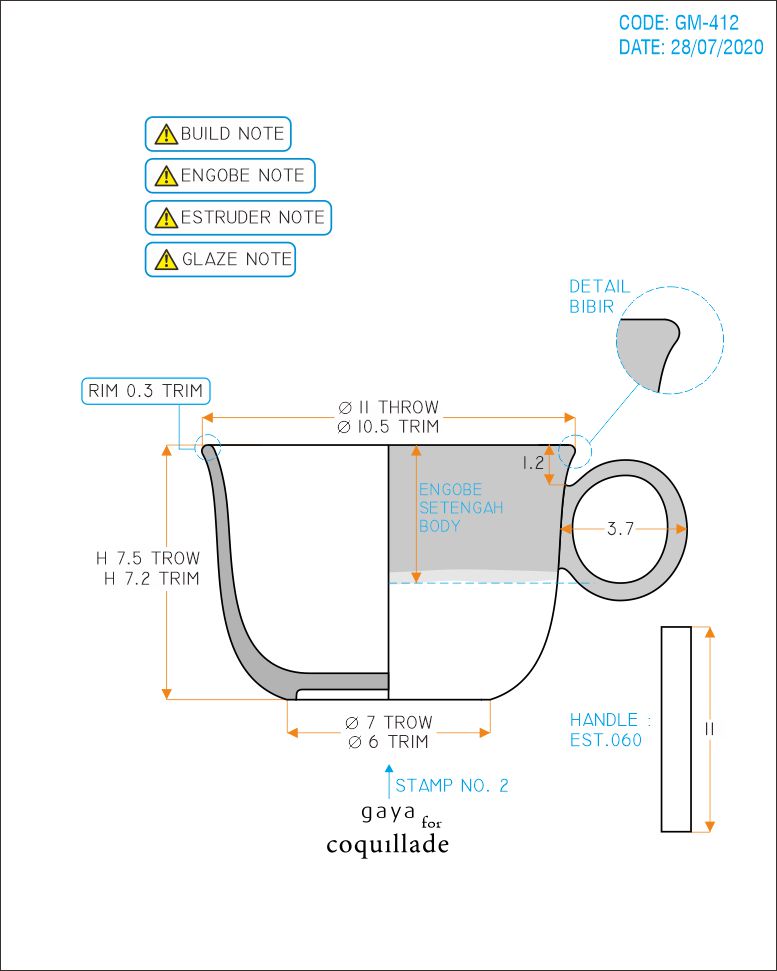 CODE: GM-412
DATE: 28/07/2020
BUILD NOTE
ENGOBE NOTE
ESTRUDER NOTE
GLAZE NOTE
DETAIL
BIBIR
RIM 0.3 TRIM
Ø 11 THROW
Ø 10.5 TRIM
1.2
ENGOBE
SETENGAH
BODY
3.7
H 7.5 TROW
H 7.2 TRIM
HANDLE :
EST.060
11
Ø 7 TROW
Ø 6 TRIM
STAMP NO. 2
gaya for
coquıllade